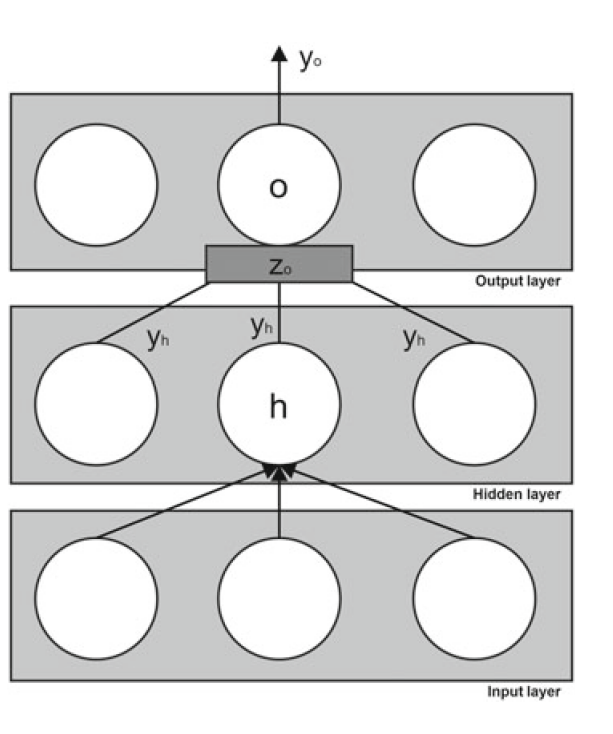 yₒ
o
zₒ
Output layer
yₕ yₕ yₕ
h
Hidden layer
Input layer